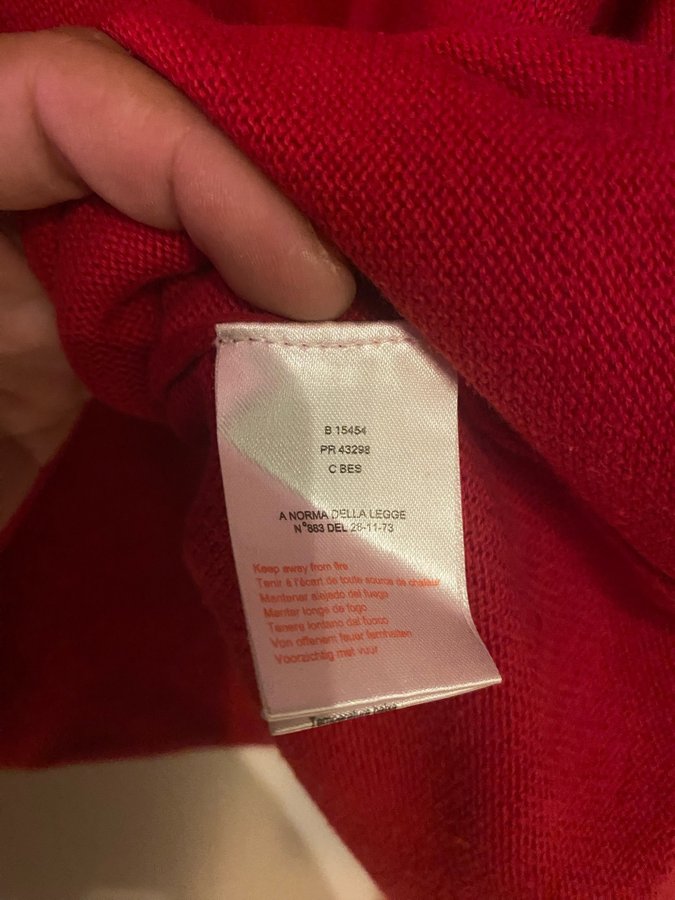 B 15454
PR 43298
C BES
A NORMA DELLA LEGGE
N°883 DEL 26-11-73
Keep away from fire
Tenir à l'écart de toute source de chaleur
Mantener alejado del fuego
Manter longe de fogo
Tenere lontano dal fuoco
Von offenem feuer fernhalten
Voorzichtig met vuur